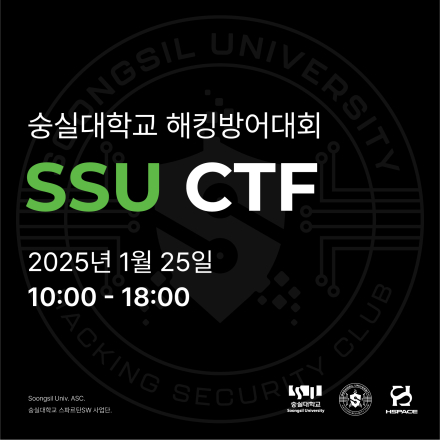 SOONGSIL UNIVERSITY
숭실대학교 해킹방어대회
SSU CTF
2025년 1월 25일
10:00 - 18:00
HACKING SECURITY CLUB
Soongsil Univ. ASC.
숭실대학교 스파르탄SW 사업단.
숭실대학교
Soongsil University
HSPACE